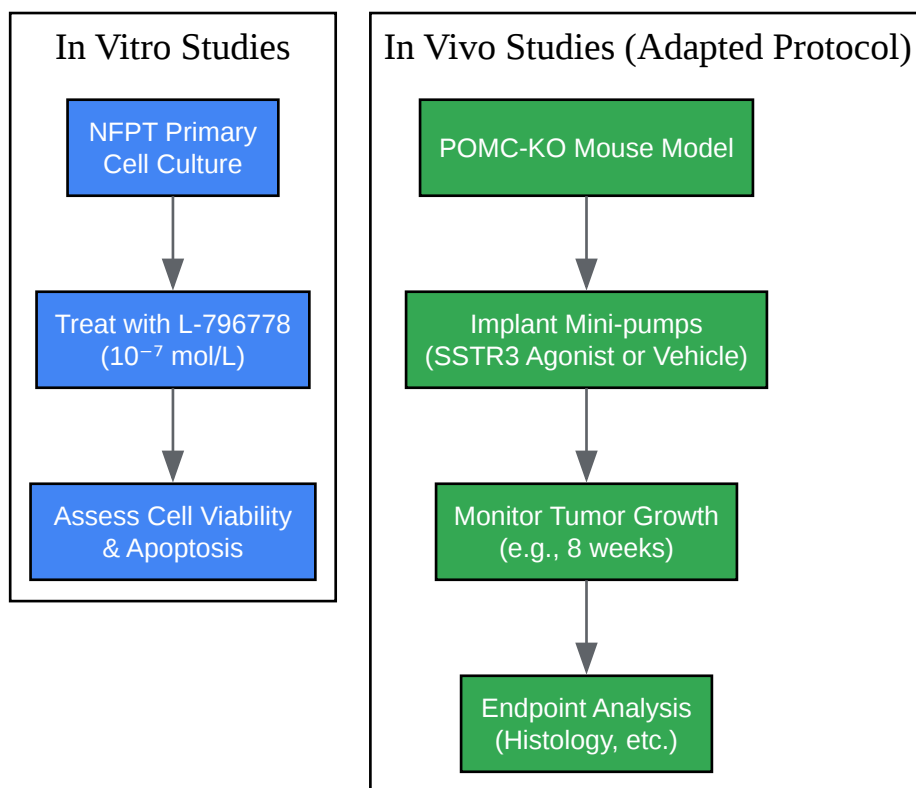 In Vitro Studies
NFPT Primary
Cell Culture
Treat with L-796778
(10⁻⁷ mol/L)
Assess Cell Viability
& Apoptosis
In Vivo Studies (Adapted Protocol)
POMC-KO Mouse Model
Implant Mini-pumps
(SSTR3 Agonist or Vehicle)
Monitor Tumor Growth
(e.g., 8 weeks)
Endpoint Analysis
(Histology, etc.)